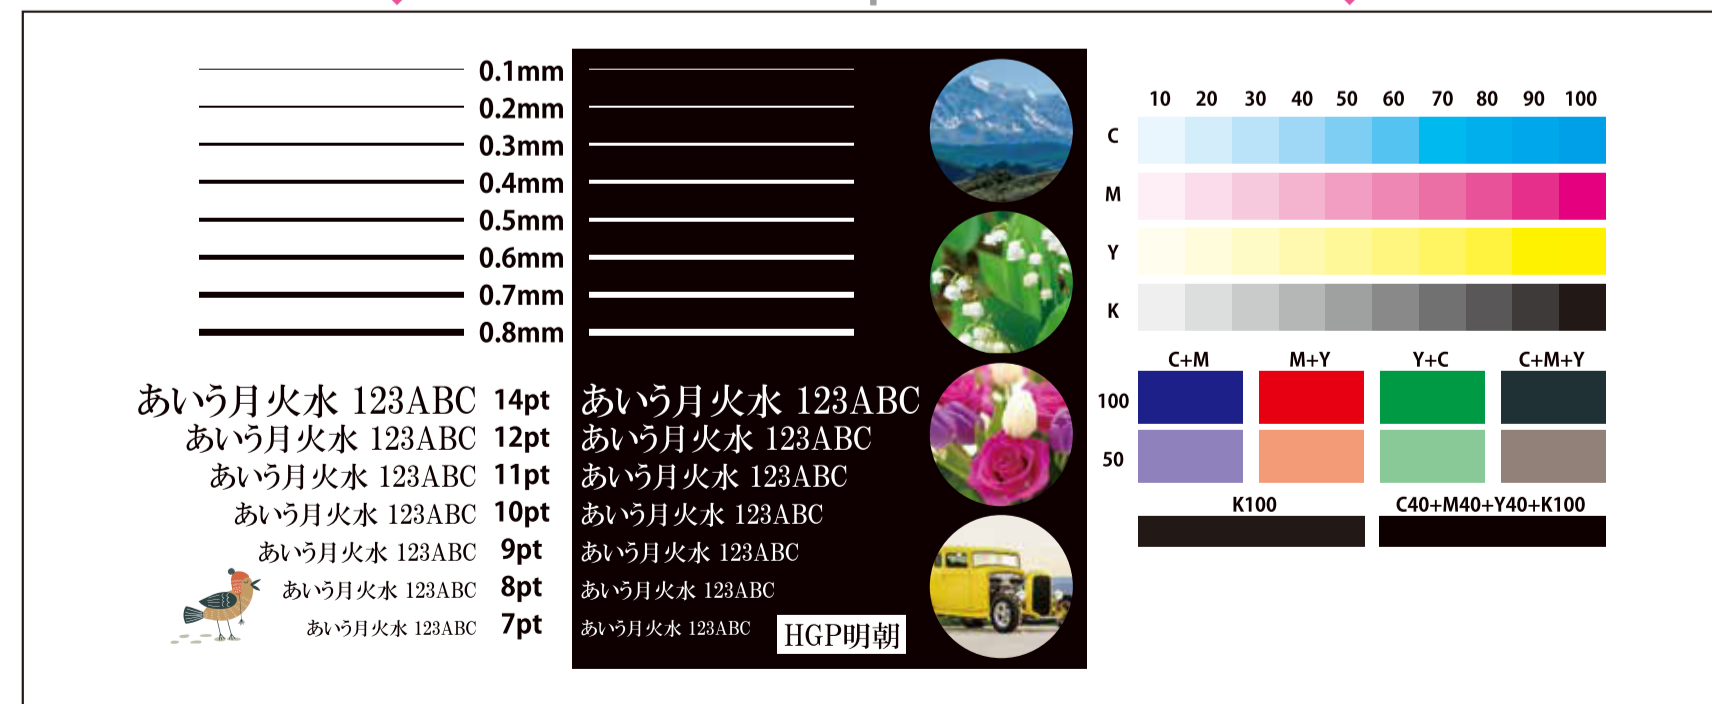 0.1mm
0.2mm
0.3mm
0.4mm
0.5mm
0.6mm
0.7mm
0.8mm
あいう月火水 123ABC 14pt あいう月火水 123ABC
あいう月火水 123ABC 12pt あいう月火水 123ABC
あいう月火水 123ABC 11pt あいう月火水 123ABC
あいう月火水 123ABC 10pt あいう月火水 123ABC
あいう月火水 123ABC 9pt あいう月火水 123ABC
あいう月火水 123ABC 8pt あいう月火水 123ABC
あいう月火水 123ABC 7pt あいう月火水 123ABC
HGP明朝
10 20 30 40 50 60 70 80 90 100
C
M
Y
K
C+M M+Y Y+C C+M+Y
100
50
K100 C40+M40+Y40+K100